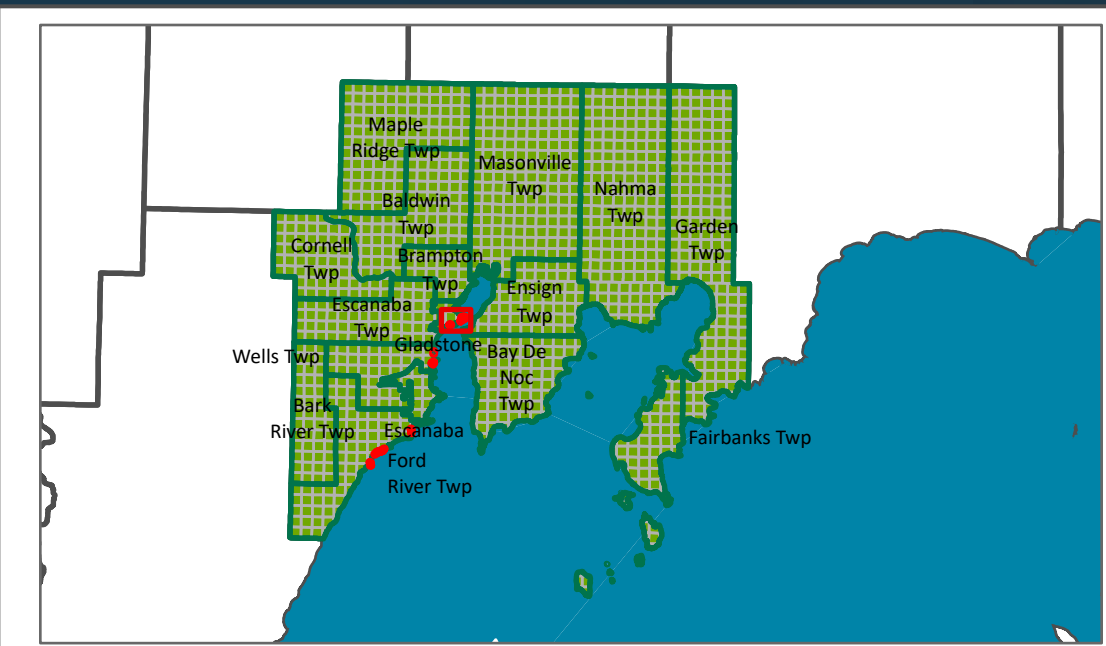 Maple
Ridge Twp
Masonville
Twp
Nahma
Twp
Baldwin
Twp
Garden
Twp
Cornell
Twp
Brampton
Twp
Ensign
Twp
Escanaba
Twp
Gladstone
Wells Twp
Bay De
Noc
Twp
Bark
River Twp
Escanaba
Fairbanks Twp
Ford
River Twp